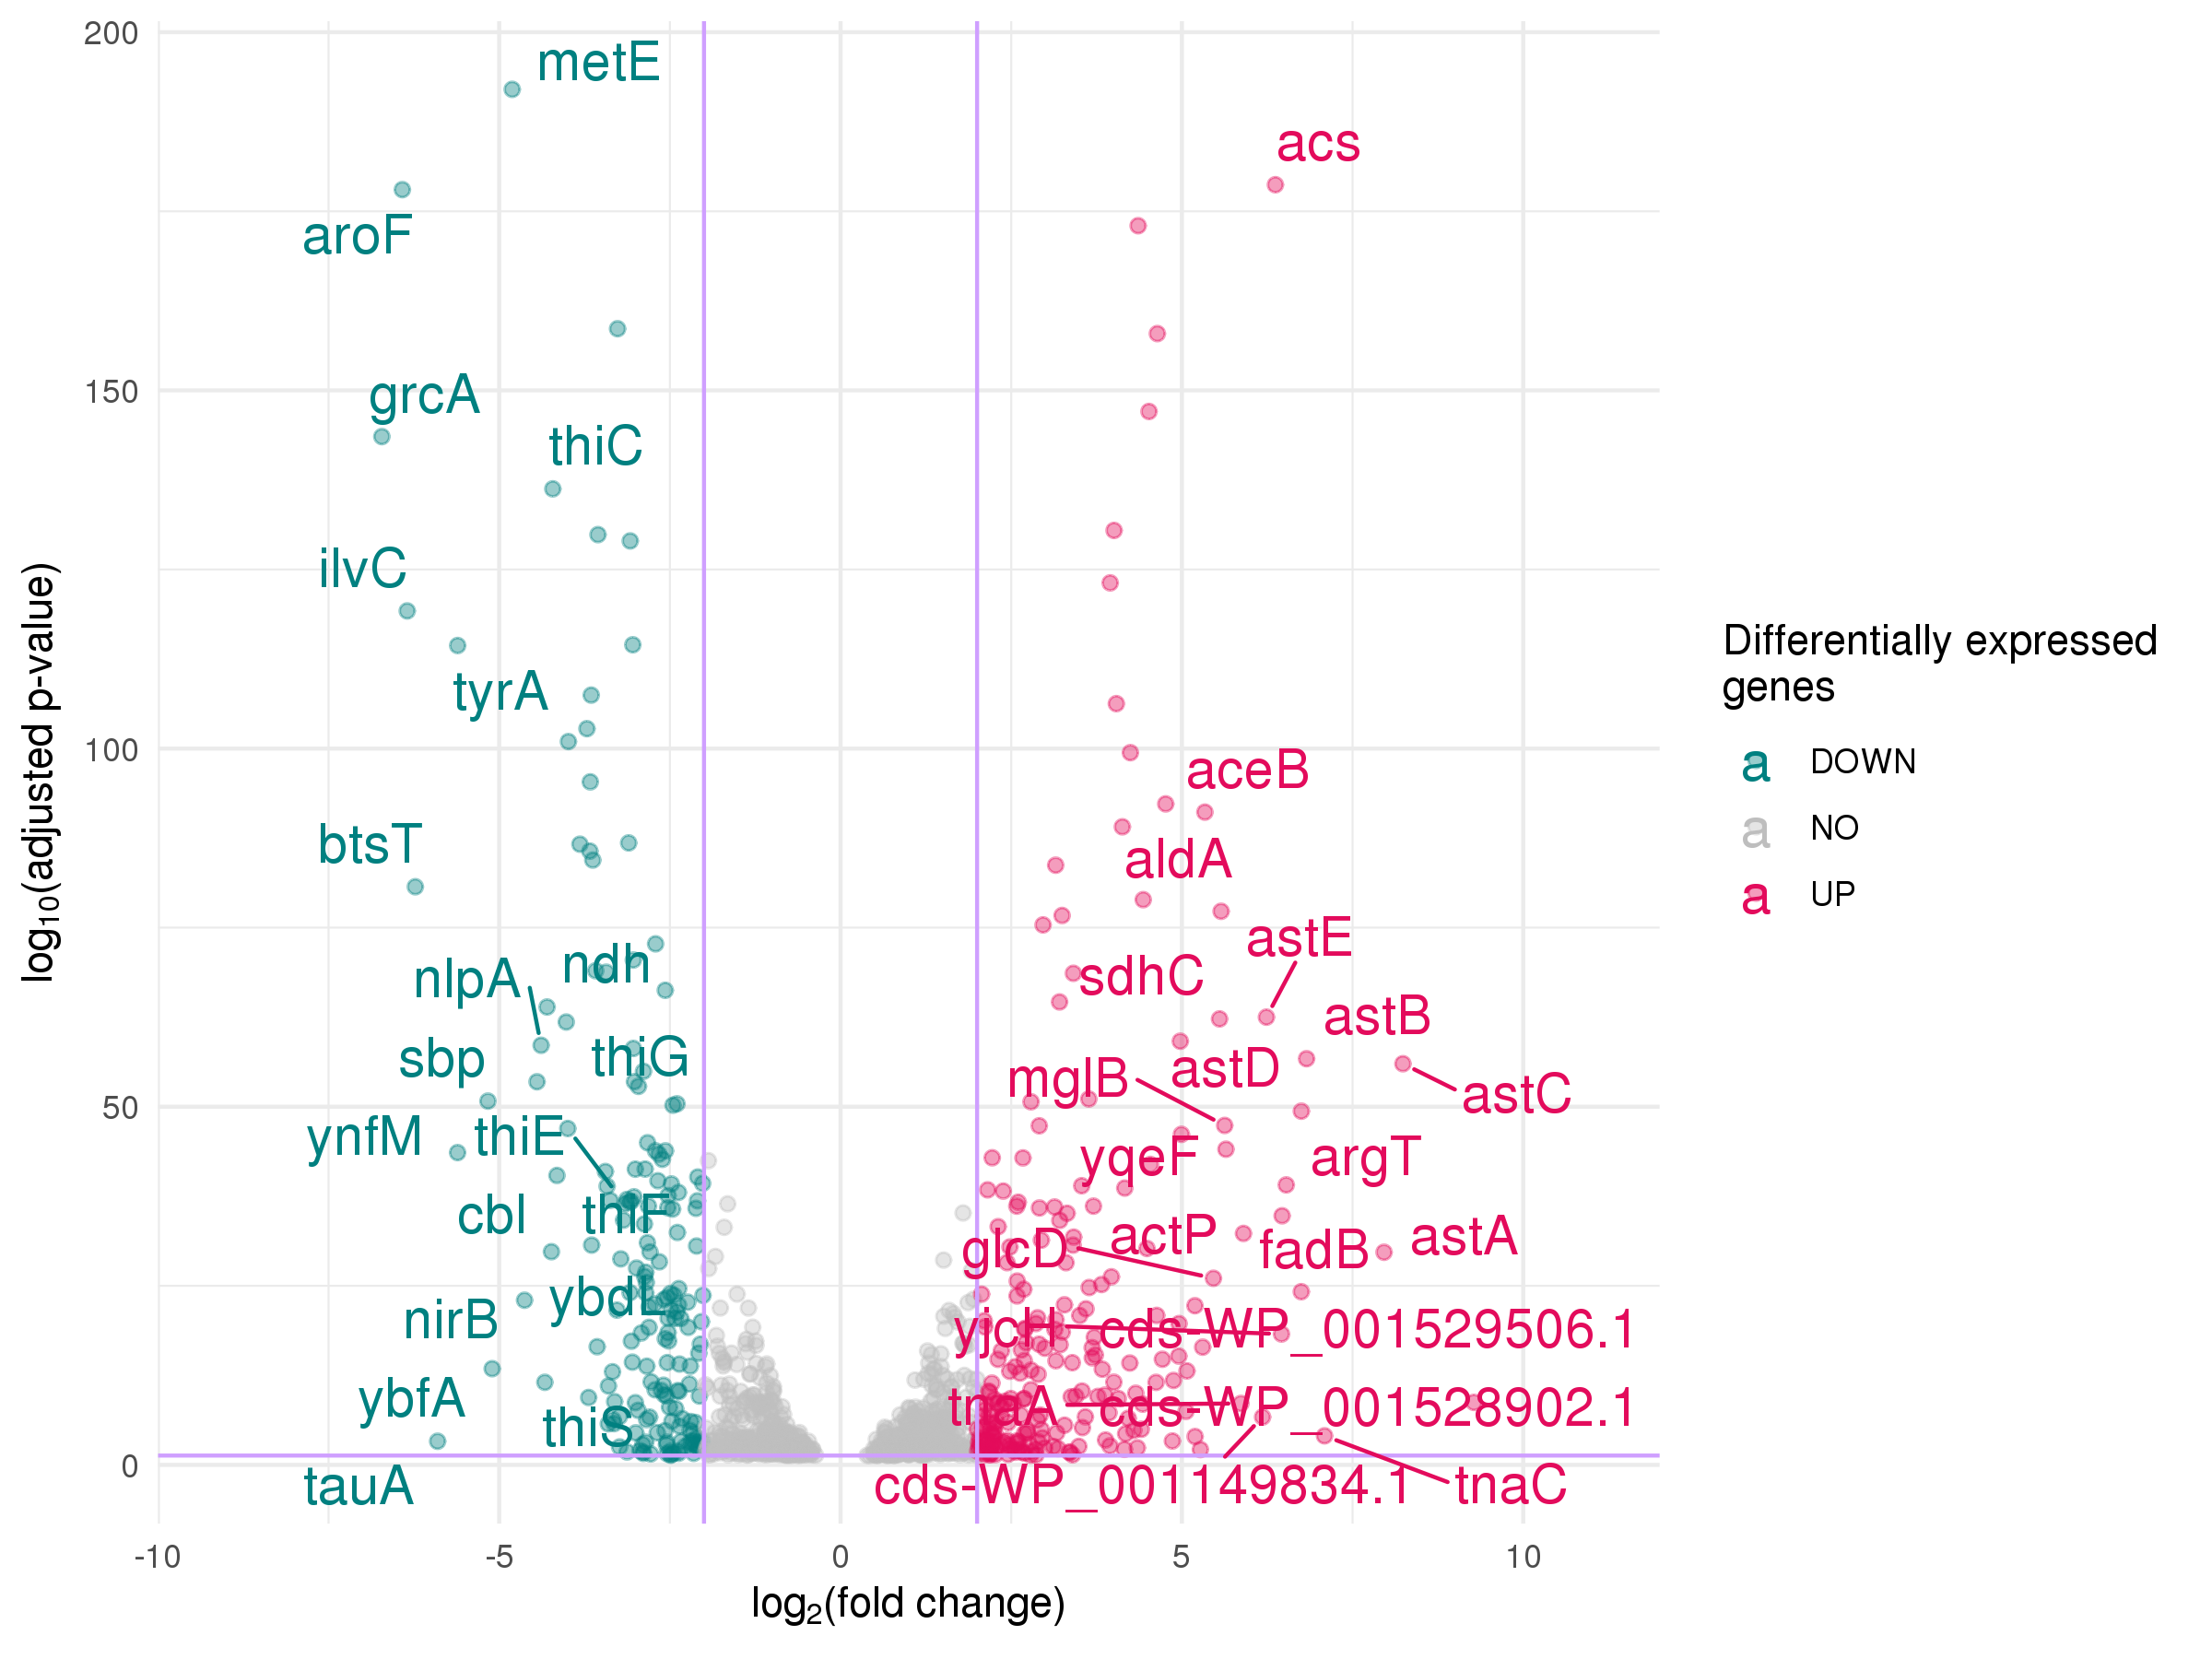 200
metE
acs
aroF
150
grcA
thiC
ilvC
tyrA
100
aceB
btsT
aldA
astE
ndh
nlpA
sdhC
astB
sbp
thiG
astD
mglB
astC
50
ynfM
thiE
yqeF
argT
cbl
thiF
actP
astA
glcD
fadB
ybdL
nirB
yjcH
cds-WP_001529506.1
ybfA
tnaA
cds-WP_001528902.1
thiS
0
tauA
cds-WP_001149834.1
tnaC
-10
-5
0
5
10
log2(fold change)
log10(adjusted p-value)
Differentially expressed
genes
a DOWN
a NO
a UP